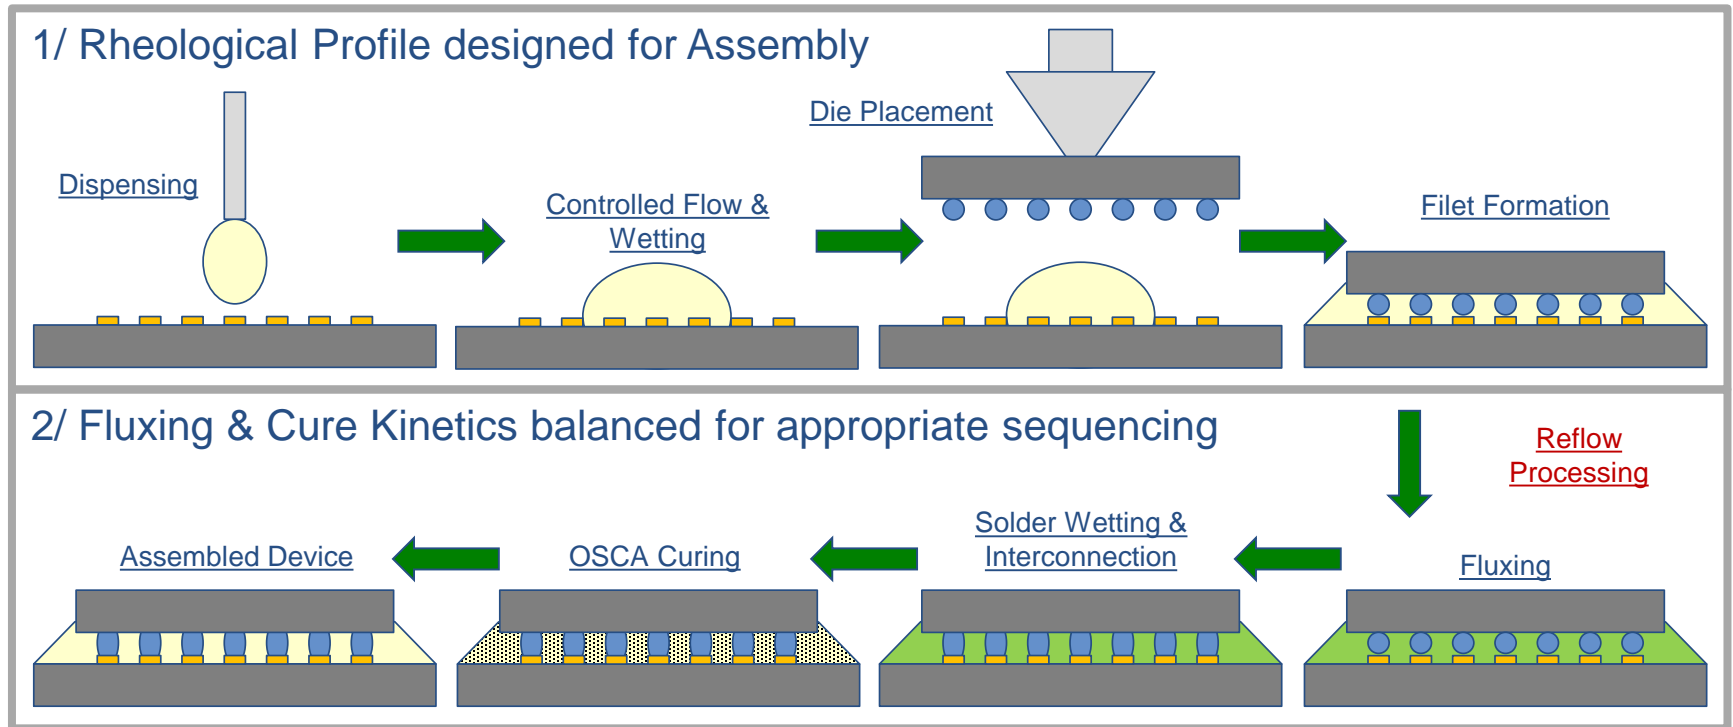 1/ Rheological Profile designed for Assembly
Dispensing
Controlled Flow &
Wetting
Die Placement
Filet Formation
2/ Fluxing & Cure Kinetics balanced for appropriate sequencing
Reflow
Processing
Fluxing
Solder Wetting &
Interconnection
OSCA Curing
Assembled Device